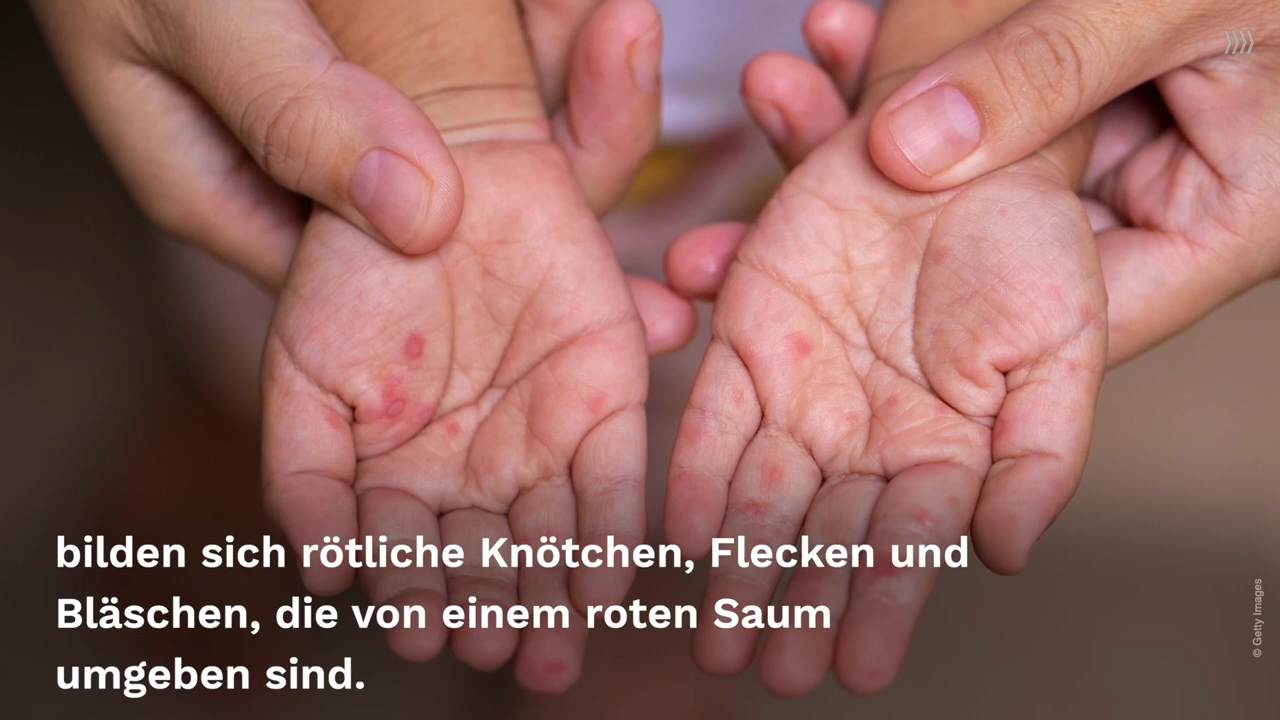 bilden sich rötliche Knötchen, Flecken und
Bläschen, die von einem roten Saum
umgeben sind.
© Getty Images